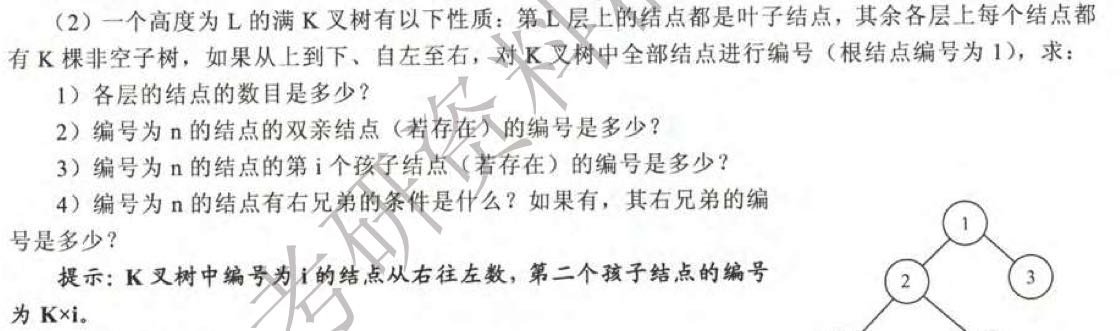 （2）一个高度为 L 的满 K 叉树有以下性质：第 L 层上的结点都是叶子结点，其余各层上每个结点都
有 K 棵非空子树，如果从上到下、自左至右，对 K 叉树中全部结点进行编号（根结点编号为 1），求：
1）各层的结点的数目是多少？
2）编号为 n 的结点的双亲结点（若存在）的编号是多少？
3）编号为 n 的结点的第 i 个孩子结点（若存在）的编号是多少？
4）编号为 n 的结点有右兄弟的条件是什么？如果有，其右兄弟的编
号是多少？
提示：K 叉树中编号为 i 的结点从右往左数，第二个孩子结点的编号
为 K×i。
1
2
3
考研资料